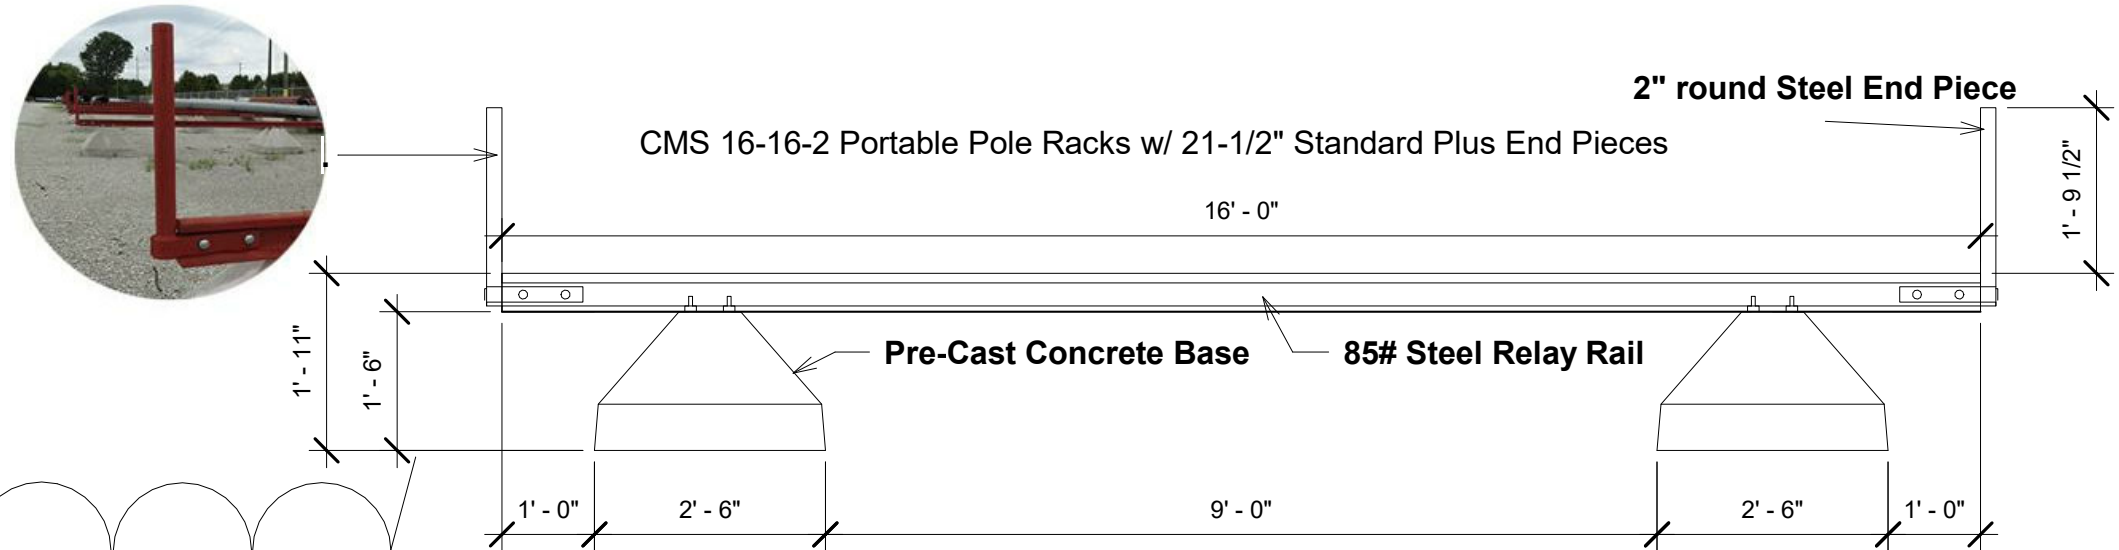 2" round Steel End Piece
CMS 16-16-2 Portable Pole Racks w/ 21-1/2" Standard Plus End Pieces
1' - 9 1/2"
16' - 0"
1' - 11"
1' - 6"
Pre-Cast Concrete Base
85# Steel Relay Rail
1' - 0"
2' - 6"
9' - 0"
2' - 6"
1' - 0"